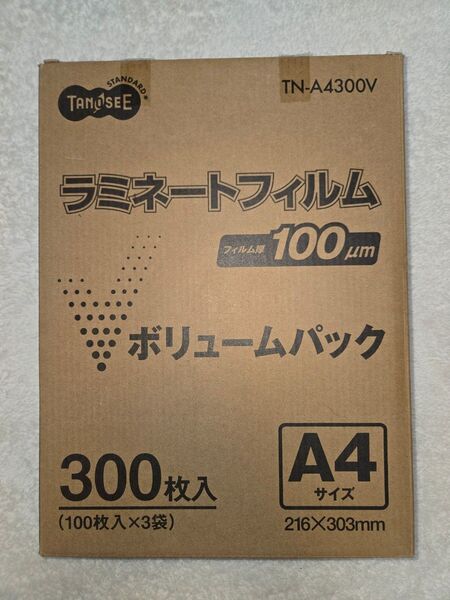 STANDARD®
TANOSEE
TN-A4300V
ラミネートフィルム
フィルム厚 100μm
ボリュームパック
300枚入
(100枚入×3袋)
A4
サイズ
216×303mm